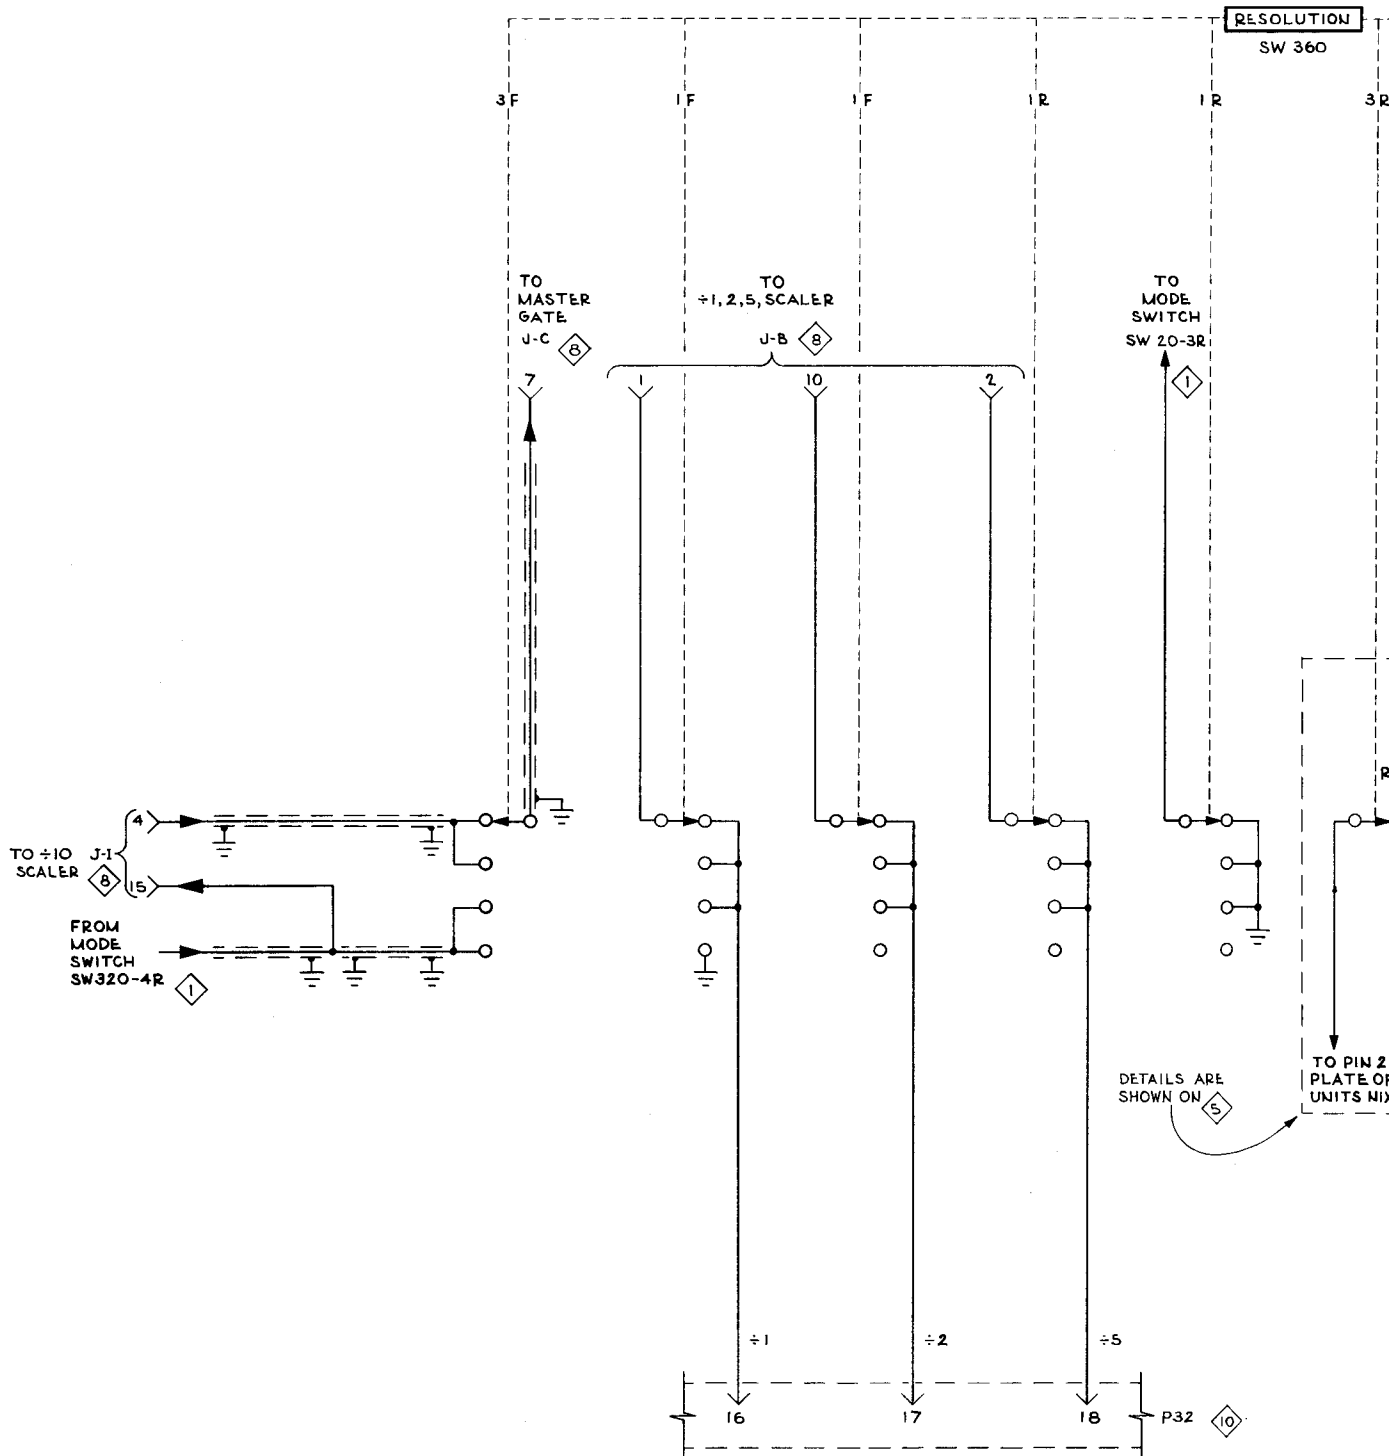 RESOLUTION
SW 360
3F
1F
1F
1R
1R
3R
TO
MASTER
GATE
J-C 8
7
TO
÷1,2,5, SCALER
J-B 8
1
10
2
TO
MODE
SWITCH
SW 20-3R
1
R
4
TO ÷10 J-I
SCALER 8
15
FROM
MODE
SWITCH
SW320-4R 1
DETAILS ARE
SHOWN ON 5
TO PIN 2
PLATE OF
UNITS
÷1
÷2
÷5
16
17
18
P32 10